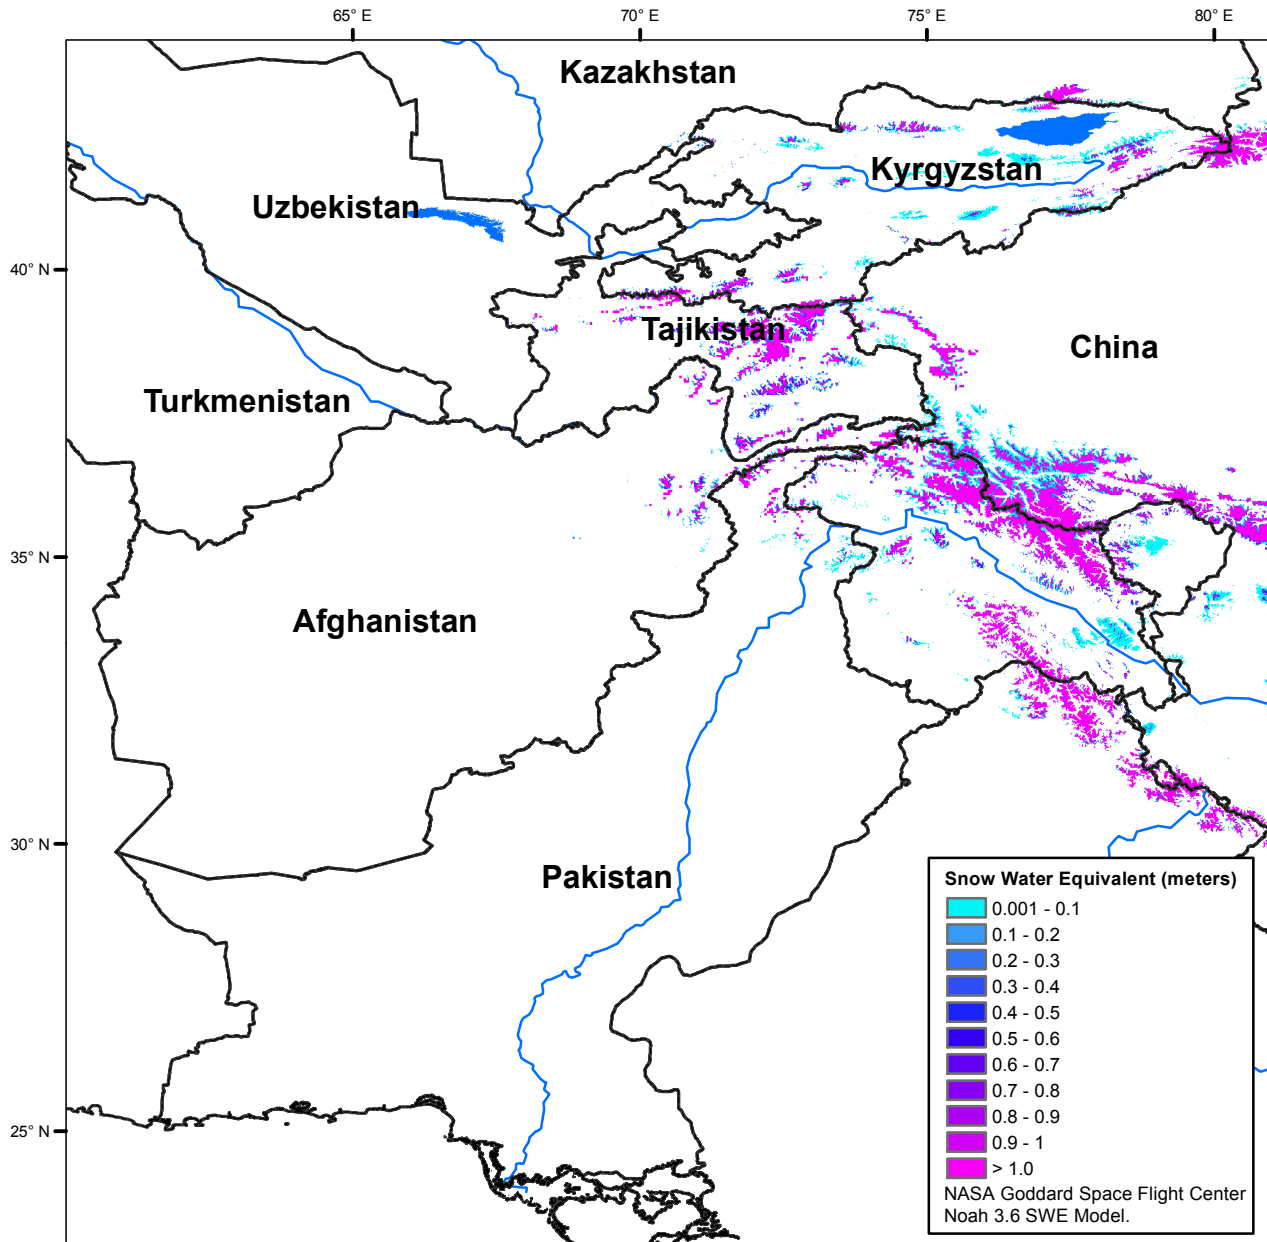 65° E
70° E
75° E
80° E
Kazakhstan
Kyrgyzstan
Uzbekistan
40° N
Tajikistan
China
Turkmenistan
35° N
Afghanistan
30° N
Pakistan
25° N
Snow Water Equivalent (meters)
0.001 - 0.1
0.1 - 0.2
0.2 - 0.3
0.3 - 0.4
0.4 - 0.5
0.5 - 0.6
0.6 - 0.7
0.7 - 0.8
0.8 - 0.9
0.9 - 1
> 1.0
NASA Goddard Space Flight Center
Noah 3.6 SWE Model.